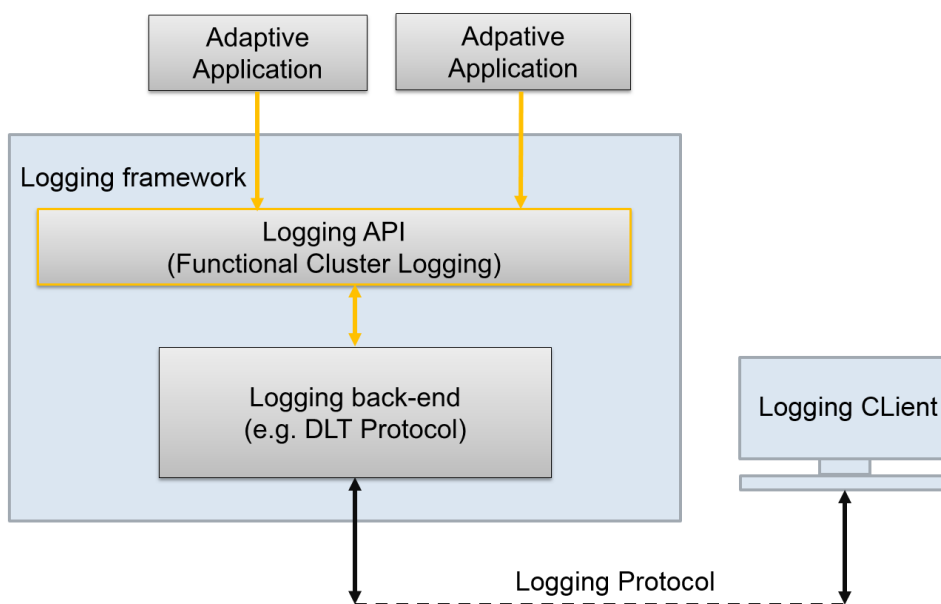 Adaptive
Application
Adpative
Application
Logging framework
Logging API
(Functional Cluster Logging)
Logging back-end
(e.g. DLT Protocol)
Logging CLient
Logging Protocol